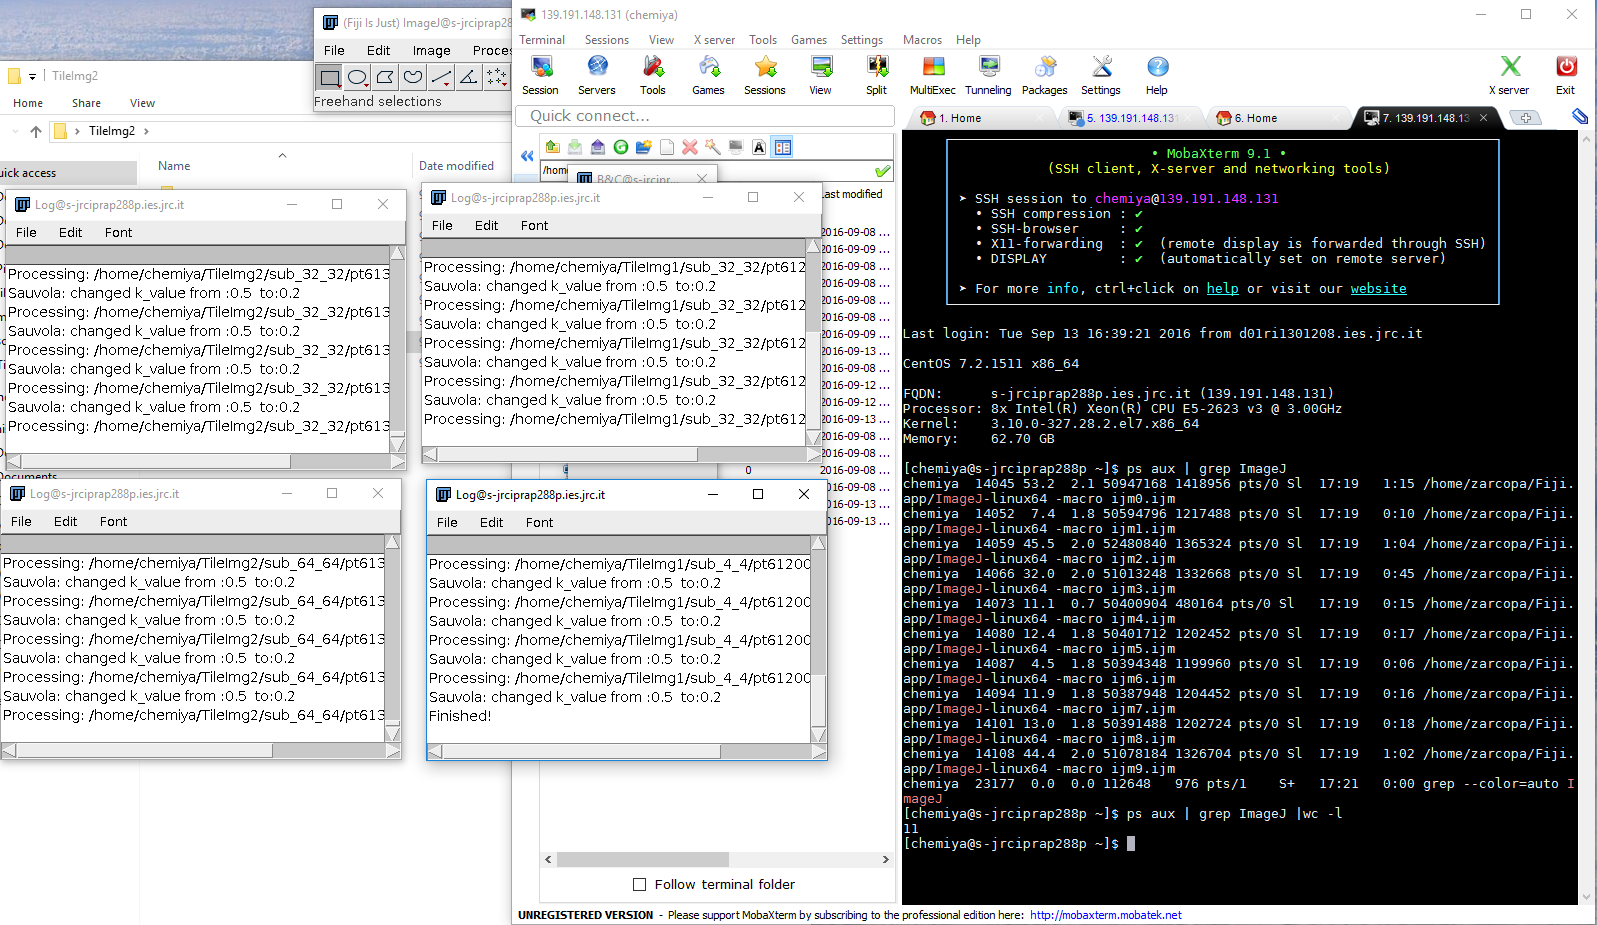 TileImg2
Home Share View
TileImg2
Name Date modified
uick access
Documents
(Fiji Is Just) ImageJ@s-jrciprap28
File Edit Image Proces
Freehand selections
139.191.148.131 (chemiya)
Terminal Sessions View X server Tools Games Settings Macros Help
Session Servers Tools Games Sessions View Split MultiExec Tunneling Packages Settings Help X server Exit
Quick connect...
1. Home 5. 139.191.148.131 6. Home 7. 139.191.148.13
/home
B&C@s-jrcipr...
Last modified
2016-09-08 ...
2016-09-09 ...
2016-09-08 ...
2016-09-08 ...
2016-09-08 ...
2016-09-08 ...
2016-09-09 ...
2016-09-13 ...
2016-09-08 ...
2016-09-12 ...
2016-09-12 ...
2016-09-13 ...
2016-09-08 ...
2016-09-08 ...
0 2016-09-08 ...
2016-09-08 ...
2016-09-13 ...
2016-09-13 ...
Log@s-jrciprap288p.ies.jrc.it
File Edit Font
Processing: /home/chemiya/TileImg2/sub_32_32/pt613
Sauvola: changed k_value from :0.5 to:0.2
Processing: /home/chemiya/TileImg2/sub_32_32/pt613
Sauvola: changed k_value from :0.5 to:0.2
Processing: /home/chemiya/TileImg2/sub_32_32/pt613
Sauvola: changed k_value from :0.5 to:0.2
Processing: /home/chemiya/TileImg2/sub_32_32/pt613
Sauvola: changed k_value from :0.5 to:0.2
Processing: /home/chemiya/TileImg2/sub_32_32/pt613
Log@s-jrciprap288p.ies.jrc.it
File Edit Font
Processing: /home/chemiya/TileImg1/sub_32_32/pt612
Sauvola: changed k_value from :0.5 to:0.2
Processing: /home/chemiya/TileImg1/sub_32_32/pt612
Sauvola: changed k_value from :0.5 to:0.2
Processing: /home/chemiya/TileImg1/sub_32_32/pt612
Sauvola: changed k_value from :0.5 to:0.2
Processing: /home/chemiya/TileImg1/sub_32_32/pt612
Sauvola: changed k_value from :0.5 to:0.2
Processing: /home/chemiya/TileImg1/sub_32_32/pt612
Log@s-jrciprap288p.ies.jrc.it
File Edit Font
Processing: /home/chemiya/TileImg2/sub_64_64/pt613
Sauvola: changed k_value from :0.5 to:0.2
Processing: /home/chemiya/TileImg2/sub_64_64/pt613
Sauvola: changed k_value from :0.5 to:0.2
Processing: /home/chemiya/TileImg2/sub_64_64/pt613
Sauvola: changed k_value from :0.5 to:0.2
Processing: /home/chemiya/TileImg2/sub_64_64/pt613
Sauvola: changed k_value from :0.5 to:0.2
Processing: /home/chemiya/TileImg2/sub_64_64/pt613
Log@s-jrciprap288p.ies.jrc.it
File Edit Font
Processing: /home/chemiya/TileImg1/sub_4_4/pt61200
Sauvola: changed k_value from :0.5 to:0.2
Processing: /home/chemiya/TileImg1/sub_4_4/pt61200
Sauvola: changed k_value from :0.5 to:0.2
Processing: /home/chemiya/TileImg1/sub_4_4/pt61200
Sauvola: changed k_value from :0.5 to:0.2
Processing: /home/chemiya/TileImg1/sub_4_4/pt61200
Sauvola: changed k_value from :0.5 to:0.2
Finished!
Follow terminal folder
• MobaXterm 9.1 •
(SSH client, X-server and networking tools)
➤ SSH session to chemiya@139.191.148.131
• SSH compression : ✔
• SSH-browser : ✔
• X11-forwarding : ✔ (remote display is forwarded through SSH)
• DISPLAY : ✔ (automatically set on remote server)
➤ For more info, ctrl+click on help or visit our website
Last login: Tue Sep 13 16:39:21 2016 from d01ri1301208.ies.jrc.it
CentOS 7.2.1511 x86_64
FQDN: s-jrciprap288p.ies.jrc.it (139.191.148.131)
Processor: 8x Intel(R) Xeon(R) CPU E5-2623 v3 @ 3.00GHz
Kernel: 3.10.0-327.28.2.el7.x86_64
Memory: 62.70 GB
[chemiya@s-jrciprap288p ~]$ ps aux | grep ImageJ
chemiya 14045 53.2 2.1 50947168 1418956 pts/0 Sl 17:19 1:15 /home/zarcopa/Fiji.
app/ImageJ-linux64 -macro ijm0.ijm
chemiya 14052 7.4 1.8 50594796 1217488 pts/0 Sl 17:19 0:10 /home/zarcopa/Fiji.
app/ImageJ-linux64 -macro ijm1.ijm
chemiya 14059 45.5 2.0 52480840 1365324 pts/0 Sl 17:19 1:04 /home/zarcopa/Fiji.
app/ImageJ-linux64 -macro ijm2.ijm
chemiya 14066 32.0 2.0 51013248 1332668 pts/0 Sl 17:19 0:45 /home/zarcopa/Fiji.
app/ImageJ-linux64 -macro ijm3.ijm
chemiya 14073 11.1 0.7 50400904 480164 pts/0 Sl 17:19 0:15 /home/zarcopa/Fiji.
app/ImageJ-linux64 -macro ijm4.ijm
chemiya 14080 12.4 1.8 50401712 1202452 pts/0 Sl 17:19 0:17 /home/zarcopa/Fiji.
app/ImageJ-linux64 -macro ijm5.ijm
chemiya 14087 4.5 1.8 50394348 1199960 pts/0 Sl 17:19 0:06 /home/zarcopa/Fiji.
app/ImageJ-linux64 -macro ijm6.ijm
chemiya 14094 11.9 1.8 50387948 1204452 pts/0 Sl 17:19 0:16 /home/zarcopa/Fiji.
app/ImageJ-linux64 -macro ijm7.ijm
chemiya 14101 13.0 1.8 50391488 1202724 pts/0 Sl 17:19 0:18 /home/zarcopa/Fiji.
app/ImageJ-linux64 -macro ijm8.ijm
chemiya 14108 44.4 2.0 51078184 1326704 pts/0 Sl 17:19 1:02 /home/zarcopa/Fiji.
app/ImageJ-linux64 -macro ijm9.ijm
chemiya 23177 0.0 0.0 112648 976 pts/1 S+ 17:21 0:00 grep --color=auto I
mageJ
[chemiya@s-jrciprap288p ~]$ ps aux | grep ImageJ |wc -l
11
[chemiya@s-jrciprap288p ~]$
UNREGISTERED VERSION - Please support MobaXterm by subscribing to the professional edition here: http://mobaxterm.mobatek.net